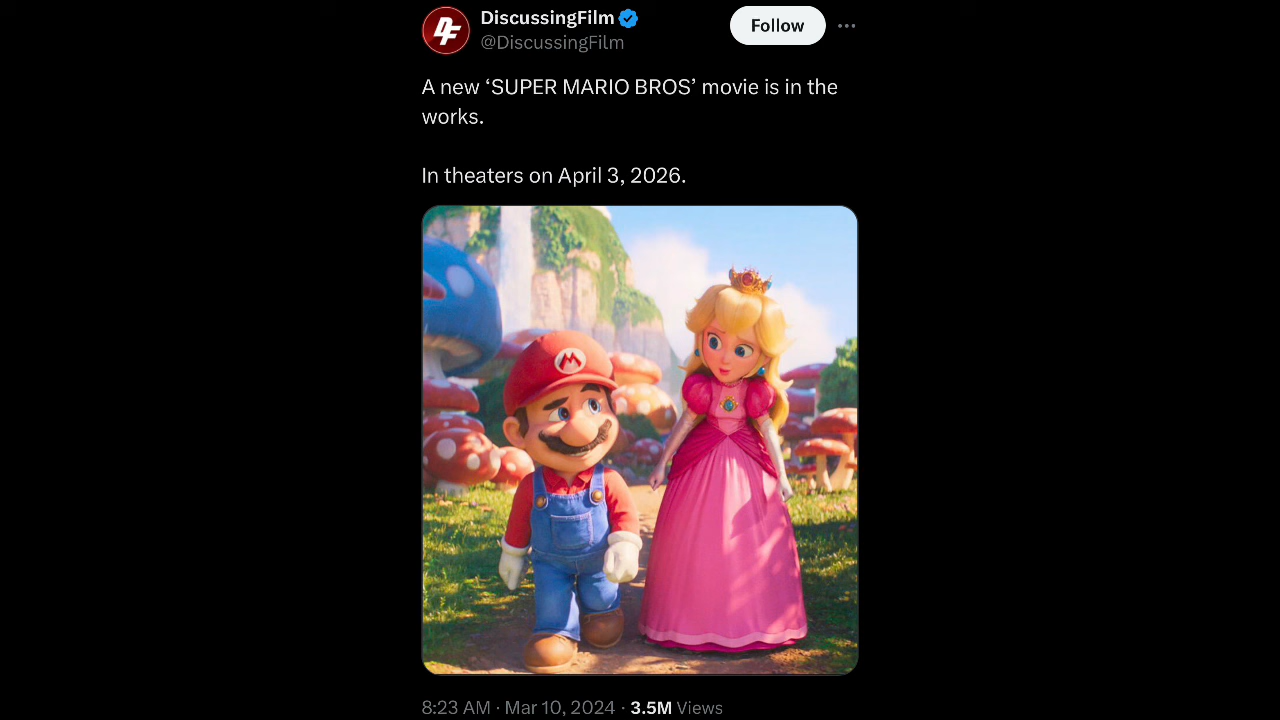 DiscussingFilm
@DiscussingFilm
Follow
A new ‘SUPER MARIO BROS’ movie is in the
works.
In theaters on April 3, 2026.
M
8:23 AM · Mar 10, 2024 · 3.5M Views